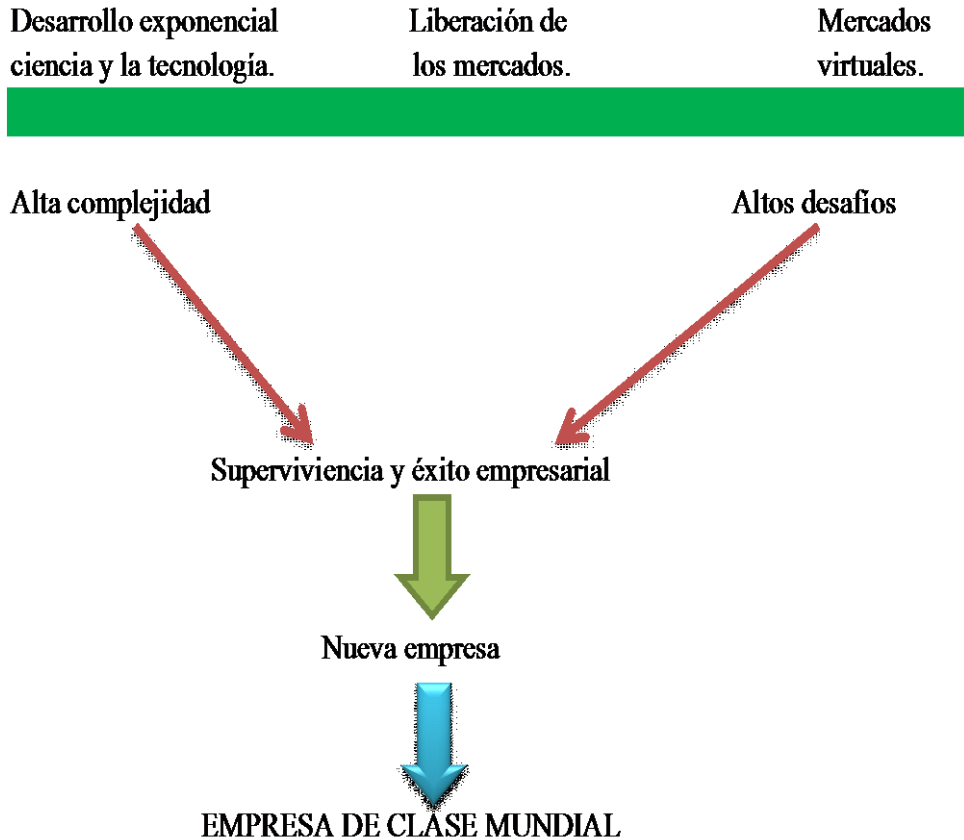 Desarrollo exponencial
ciencia y la tecnología.
Liberación de
los mercados.
Mercados
virtuales.
Alta complejidad
Altos desafíos
Superviviencia y éxito empresarial
Nueva empresa
EMPRESA DE CLASE MUNDIAL